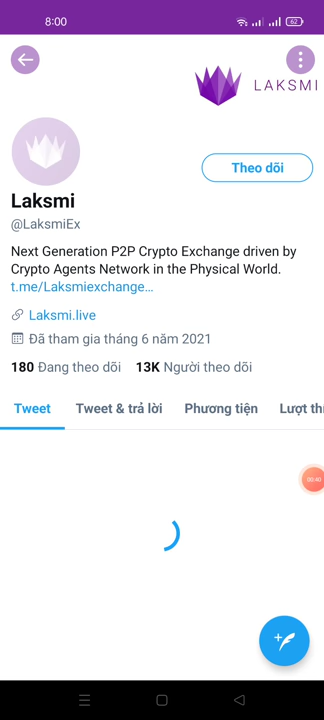 8:00
62
LAKSMI
Laksmi
Theo dõi
@LaksmiEx
Next Generation P2P Crypto Exchange driven by
Crypto Agents Network in the Physical World.
t.me/Laksmiexchange…
Laksmi.live
Đã tham gia tháng 6 năm 2021
180 Đang theo dõi 13K Người theo dõi
Tweet Tweet & trả lời Phương tiện Lượt th
00:40